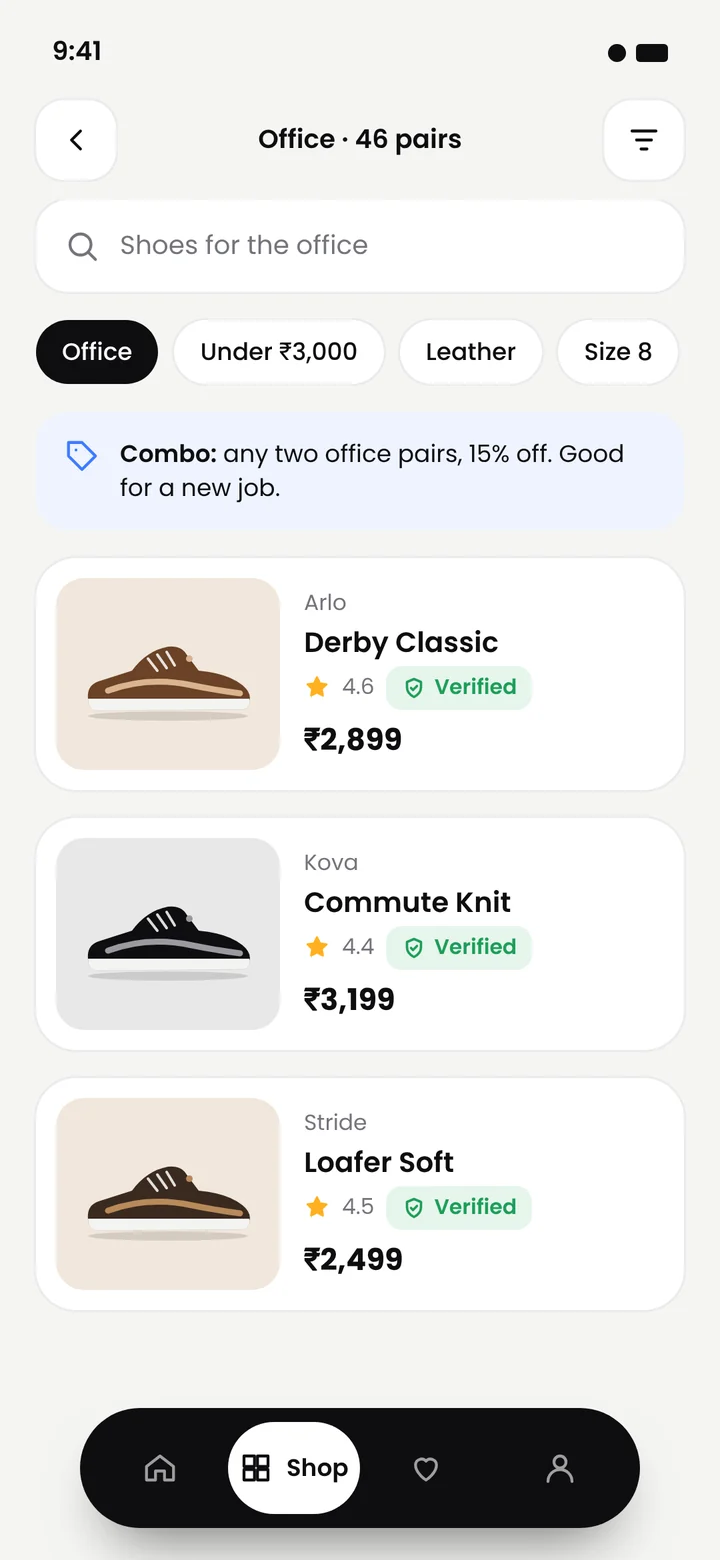 9:41
Office · 46 pairs
Shoes for the office
Office
Under ₹3,000
Leather
Size 8
Combo: any two office pairs, 15% off. Good
for a new job.
Arlo
Derby Classic
4.6 Verified
₹2,899
Kova
Commute Knit
4.4 Verified
₹3,199
Stride
Loafer Soft
4.5 Verified
₹2,499
Shop